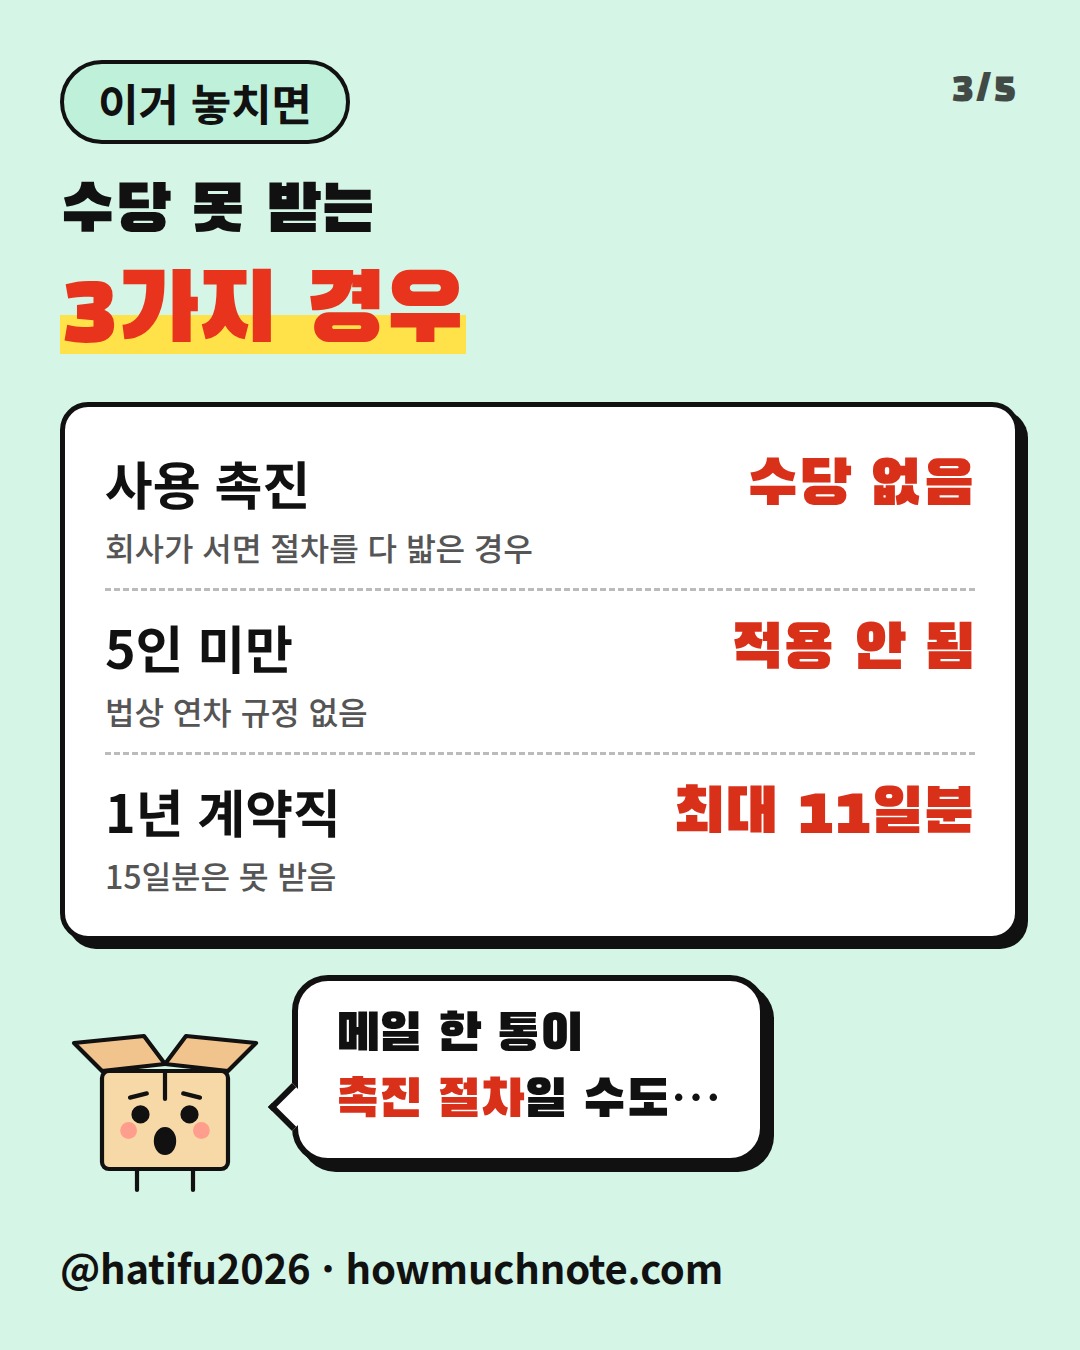 이거 놓치면
3/5
수당 못 받는
3가지 경우
사용 촉진
수당 없음
회사가 서면 절차를 다 밟은 경우
5인 미만
적용 안 됨
법상 연차 규정 없음
1년 계약직
최대 11일분
15일분은 못 받음
메일 한 통이
촉진 절차일 수도…
@hatifu2026 · howmuchnote.com